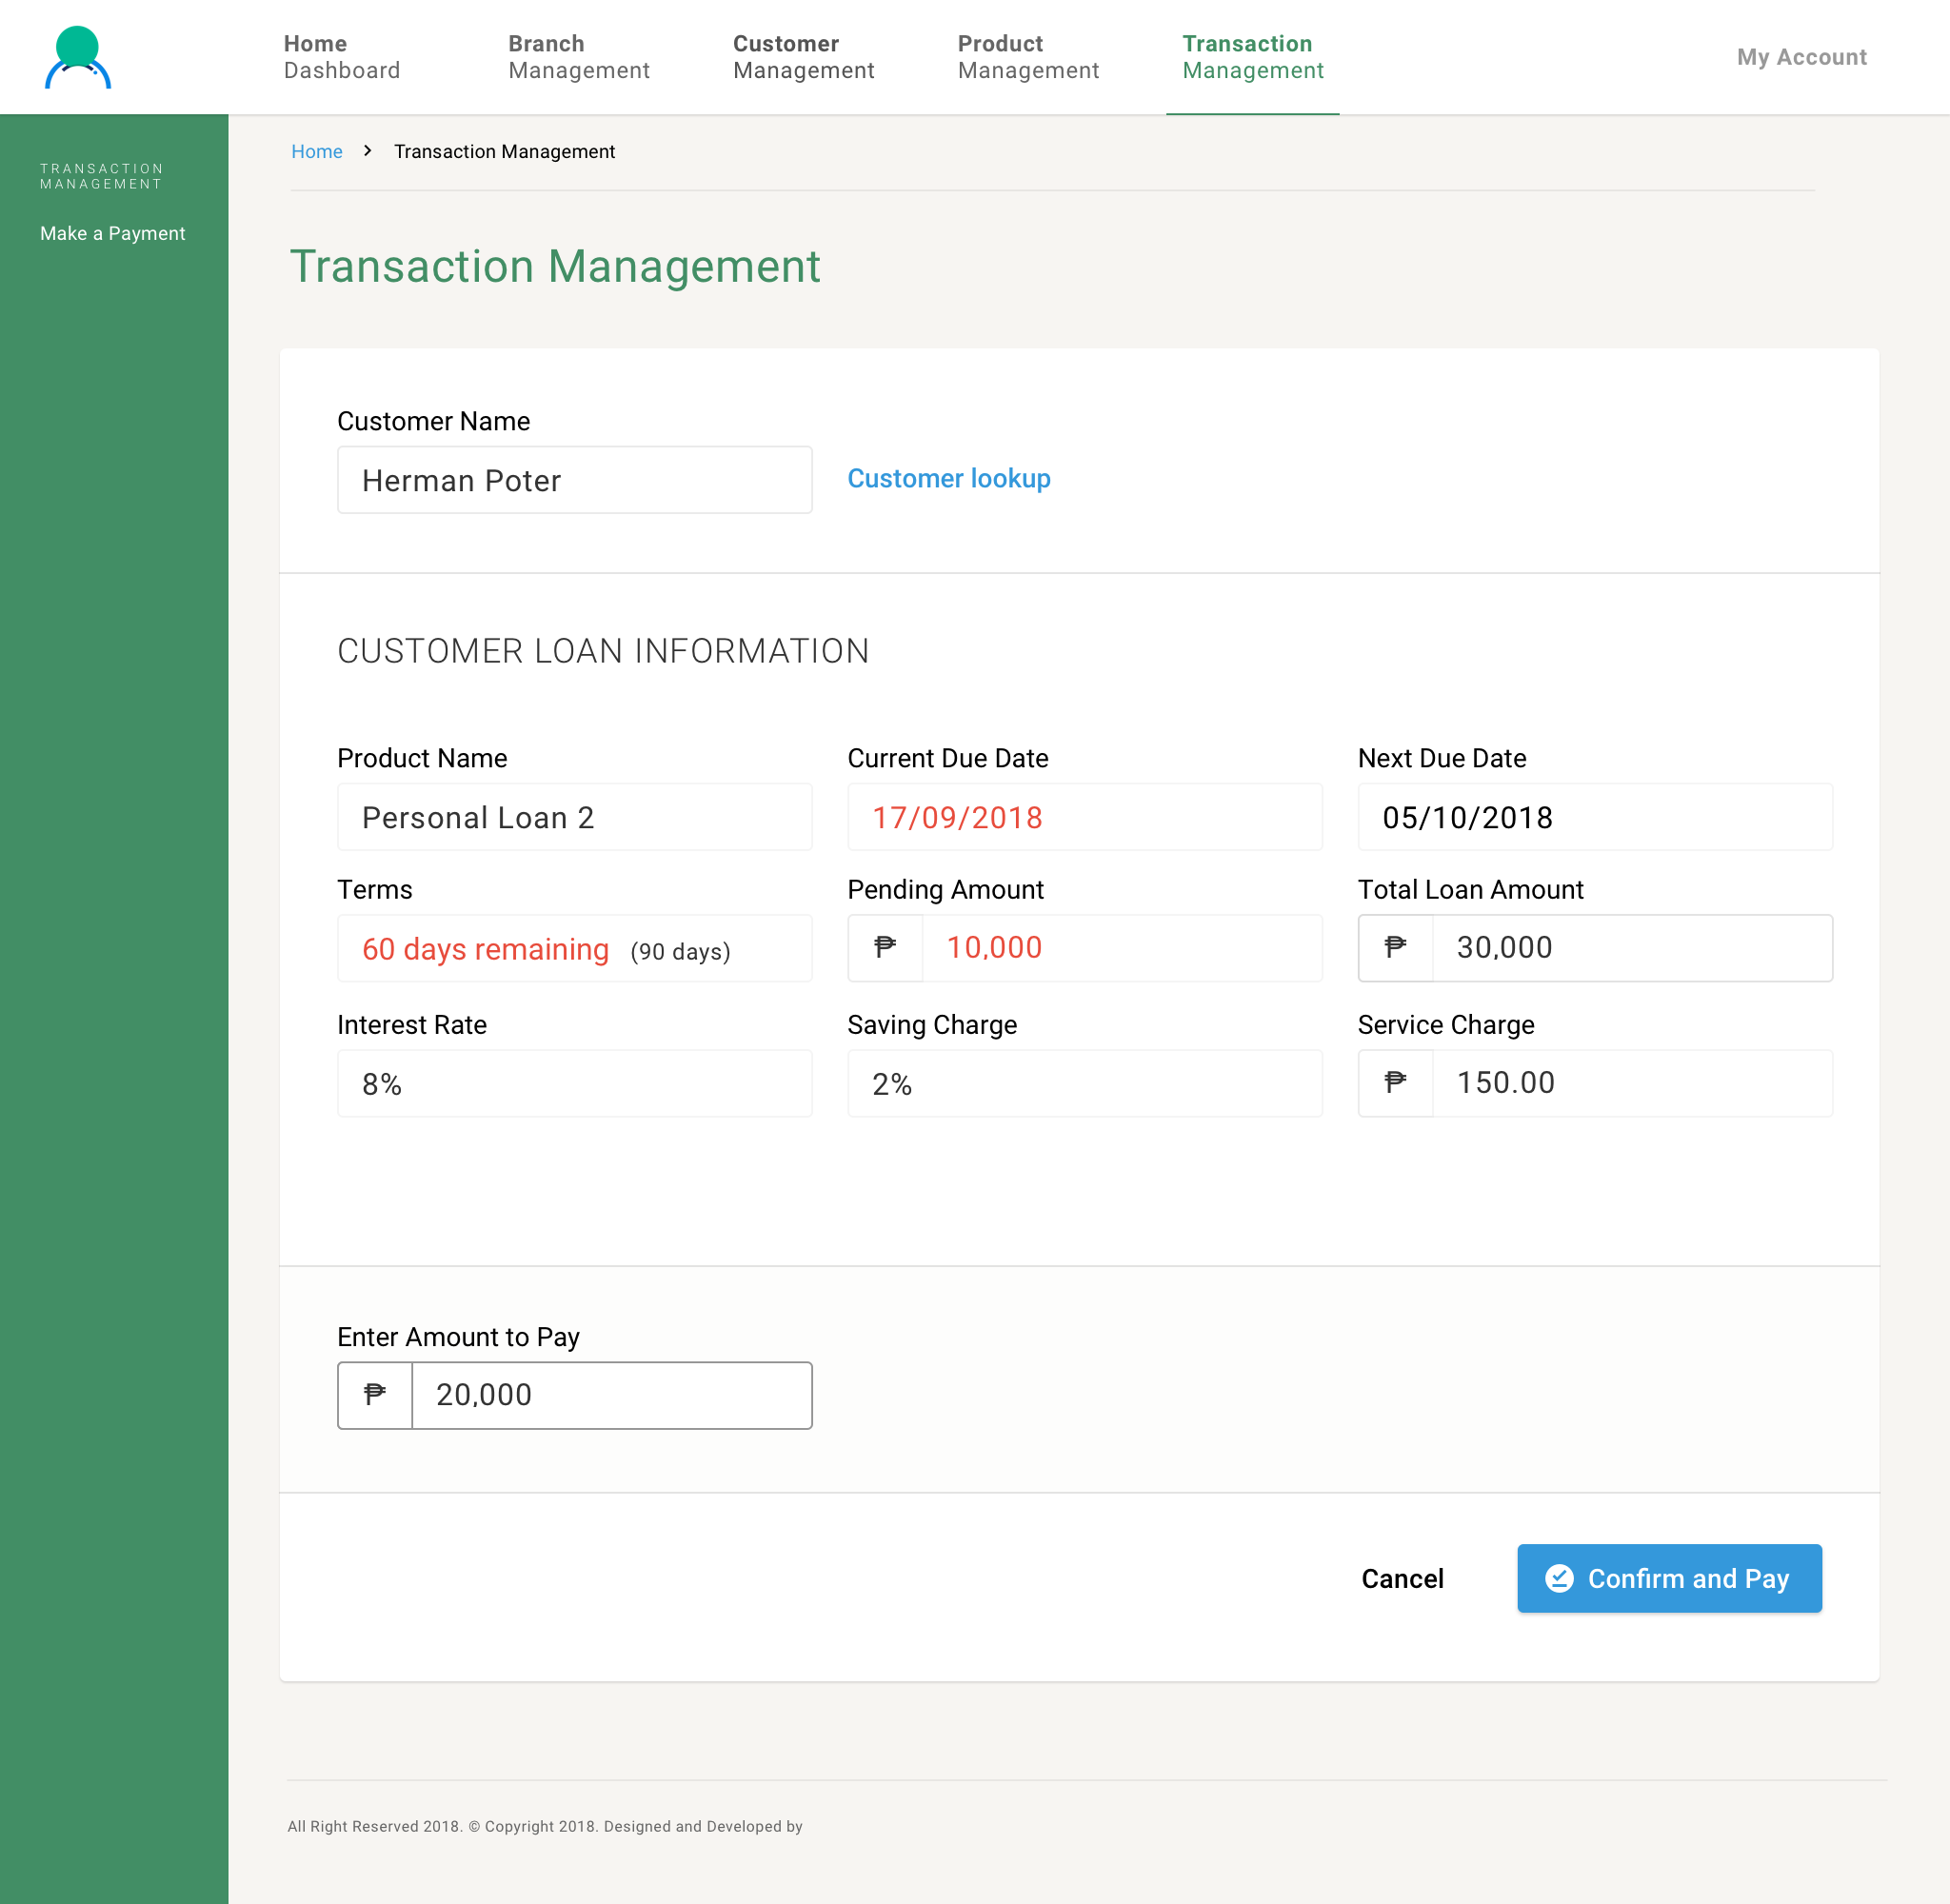 Home
Dashboard
Branch
Management
Customer
Management
Product
Management
Transaction
Management
My Account
TRANSACTION
MANAGEMENT
Make a Payment
Home > Transaction Management
Transaction Management
Customer Name
Herman Poter
Customer lookup
CUSTOMER LOAN INFORMATION
Product Name
Personal Loan 2
Current Due Date
17/09/2018
Next Due Date
05/10/2018
Terms
60 days remaining (90 days)
Pending Amount
₱ 10,000
Total Loan Amount
₱ 30,000
Interest Rate
8%
Saving Charge
2%
Service Charge
₱ 150.00
Enter Amount to Pay
₱ 20,000
Cancel
Confirm and Pay
All Right Reserved 2018. © Copyright 2018. Designed and Developed by